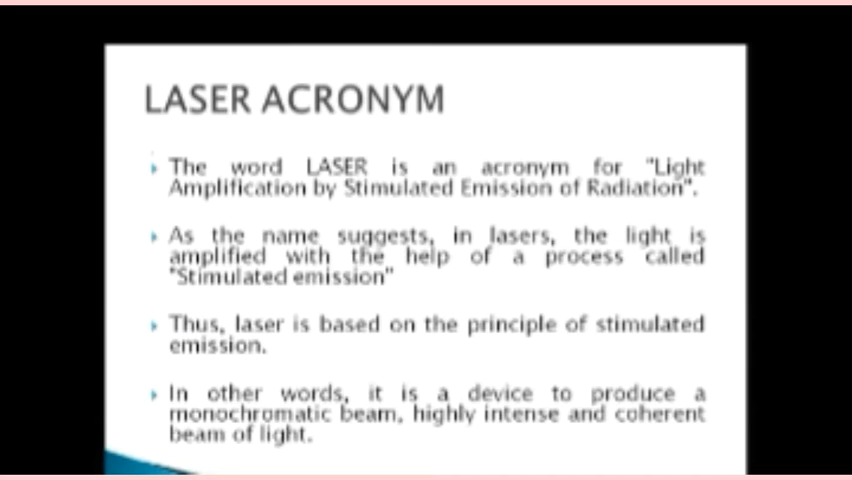 LASER ACRONYM
The word LASER is an acronym for "Light
Amplification by Stimulated Emission of Radiation".
As the name suggests, in lasers, the light is
amplified with the help of a process called
"Stimulated emission"
Thus, laser is based on the principle of stimulated
emission.
In other words, it is a device to produce a
monochromatic beam, highly intense and coherent
beam of light.